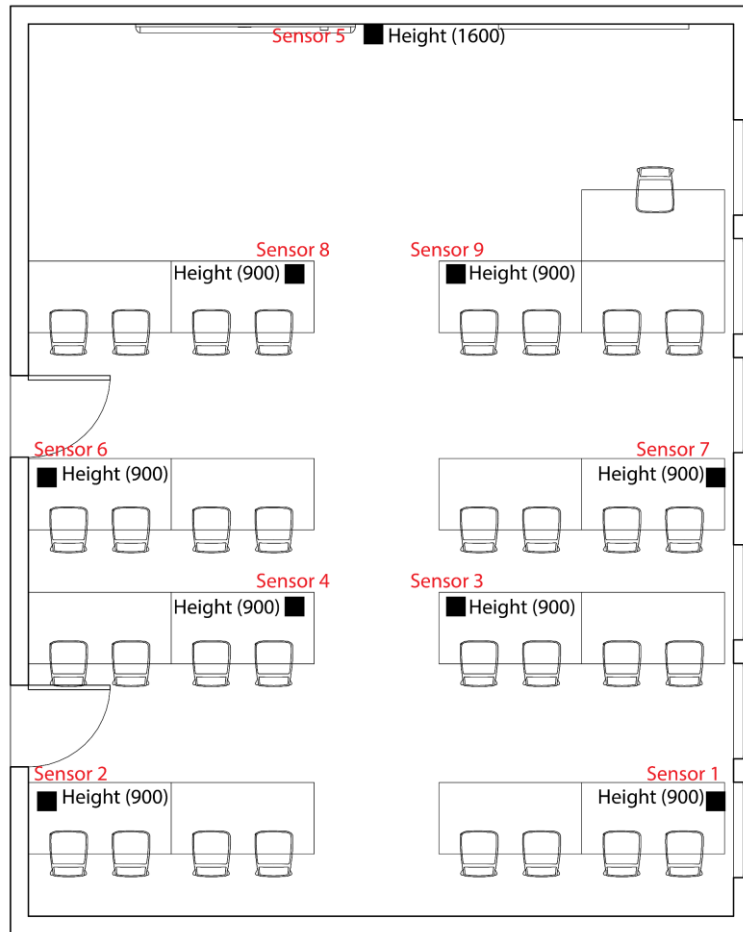 Sensor 5
Height (1600)
Sensor 8
Sensor 9
Height (900)
Height (900)
Sensor 6
Sensor 7
Height (900)
Height (900)
Sensor 4
Sensor 3
Height (900)
Height (900)
Sensor 2
Sensor 1
Height (900)
Height (900)